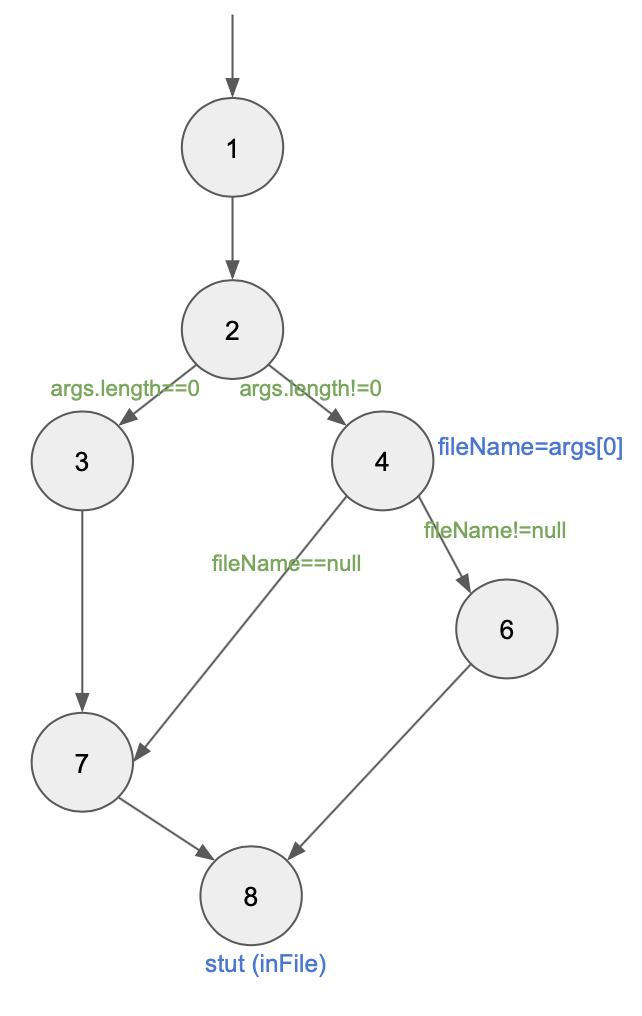 1
2
args.length==0
args.length!=0
3
4
fileName=args[0]
fileName!=null
fileName==null
6
7
8
stut (inFile)